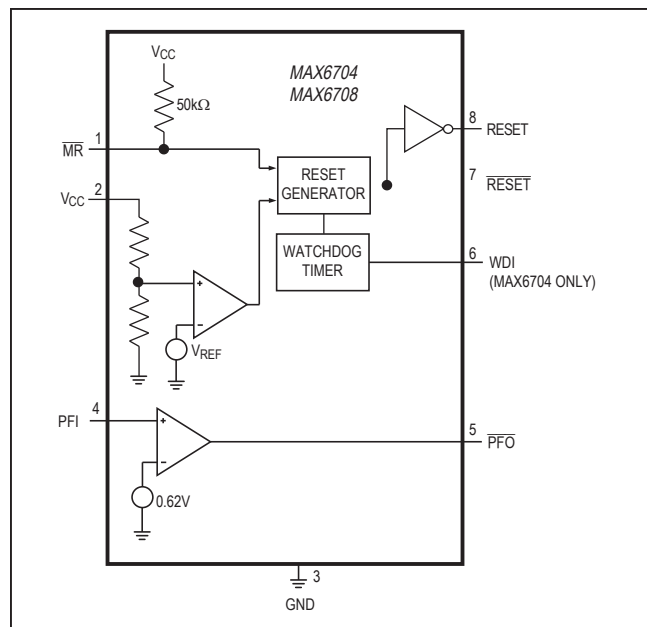 VCC
MAX6704
MAX6708
50kΩ
8
RESET
1
MR
7
RESET
RESET
GENERATOR
2
VCC
6
WDI
(MAX6704 ONLY)
WATCHDOG
TIMER
+
−
VREF
4
PFI
+
−
5
PFO
0.62V
3
GND